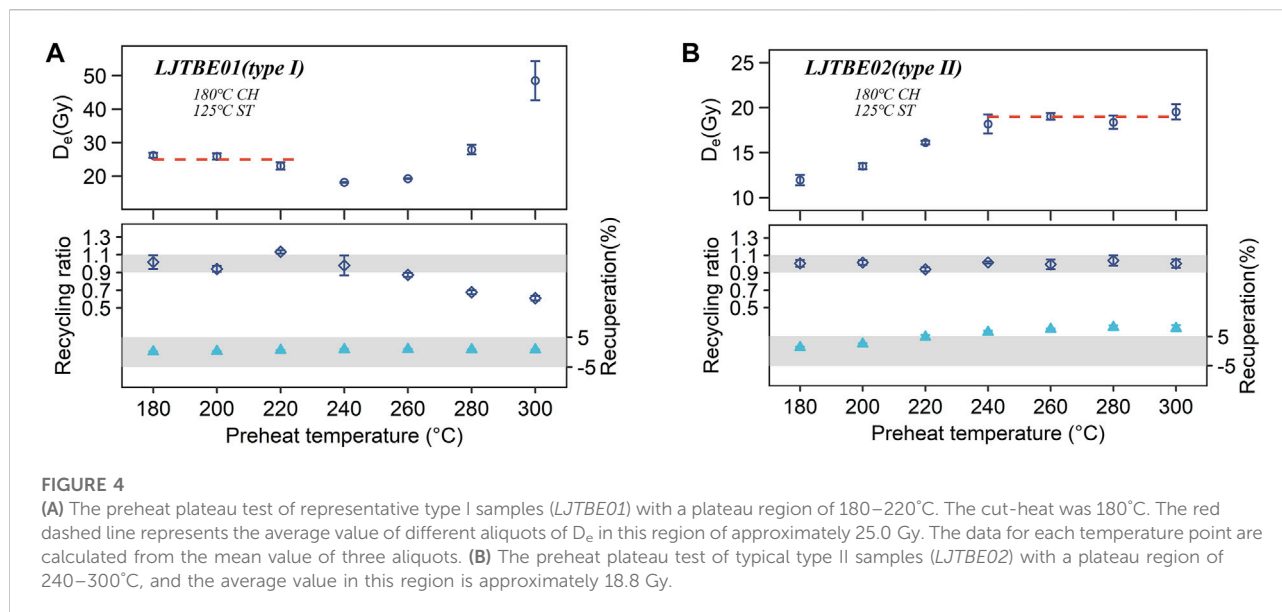 A
LJTBE01(type I)
180℃ CH
125℃ ST
50
40
30
20
Dₑ(Gy)
1.3
1.1
0.9
0.7
0.5
Recycling ratio
5
-5
Recuperation(%)
180 200 220 240 260 280 300
Preheat temperature (°C)
B
LJTBE02(type II)
180℃ CH
125℃ ST
25
20
15
10
Dₑ(Gy)
1.3
1.1
0.9
0.7
0.5
Recycling ratio
5
-5
Recuperation(%)
180 200 220 240 260 280 300
Preheat temperature (°C)
FIGURE 4
(A) The preheat plateau test of representative type I samples (LJTBE01) with a plateau region of 180–220°C. The cut-heat was 180°C. The red
dashed line represents the average value of different aliquots of Dₑ in this region of approximately 25.0 Gy. The data for each temperature point are
calculated from the mean value of three aliquots. (B) The preheat plateau test of typical type II samples (LJTBE02) with a plateau region of
240–300°C, and the average value in this region is approximately 18.8 Gy.